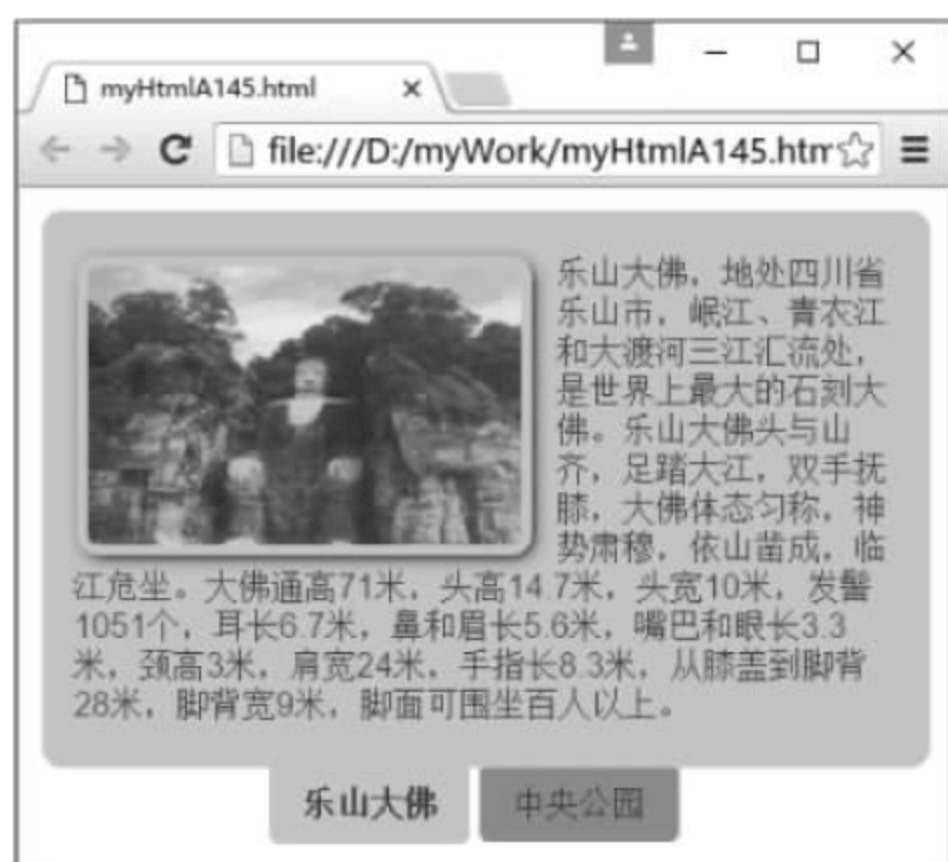 myHtmlA145.html
file:///D:/myWork/myHtmlA145.htm
乐山大佛，地处四川省
乐山市，岷江、青衣江
和大渡河三江汇流处，
是世界上最大的石刻大
佛。乐山大佛头与山
齐，足踏大江，双手抚
膝，大佛体态匀称，神
势肃穆，依山凿成，临
江危坐。大佛通高71米，头高14.7米，头宽10米，发髻
1051个，耳长6.7米，鼻和眉长5.6米，嘴巴和眼长3.3
米，颈高3米，肩宽24米，手指长8.3米，从膝盖到脚背
28米，脚背宽9米，脚面可围坐百人以上。
乐山大佛 中央公园